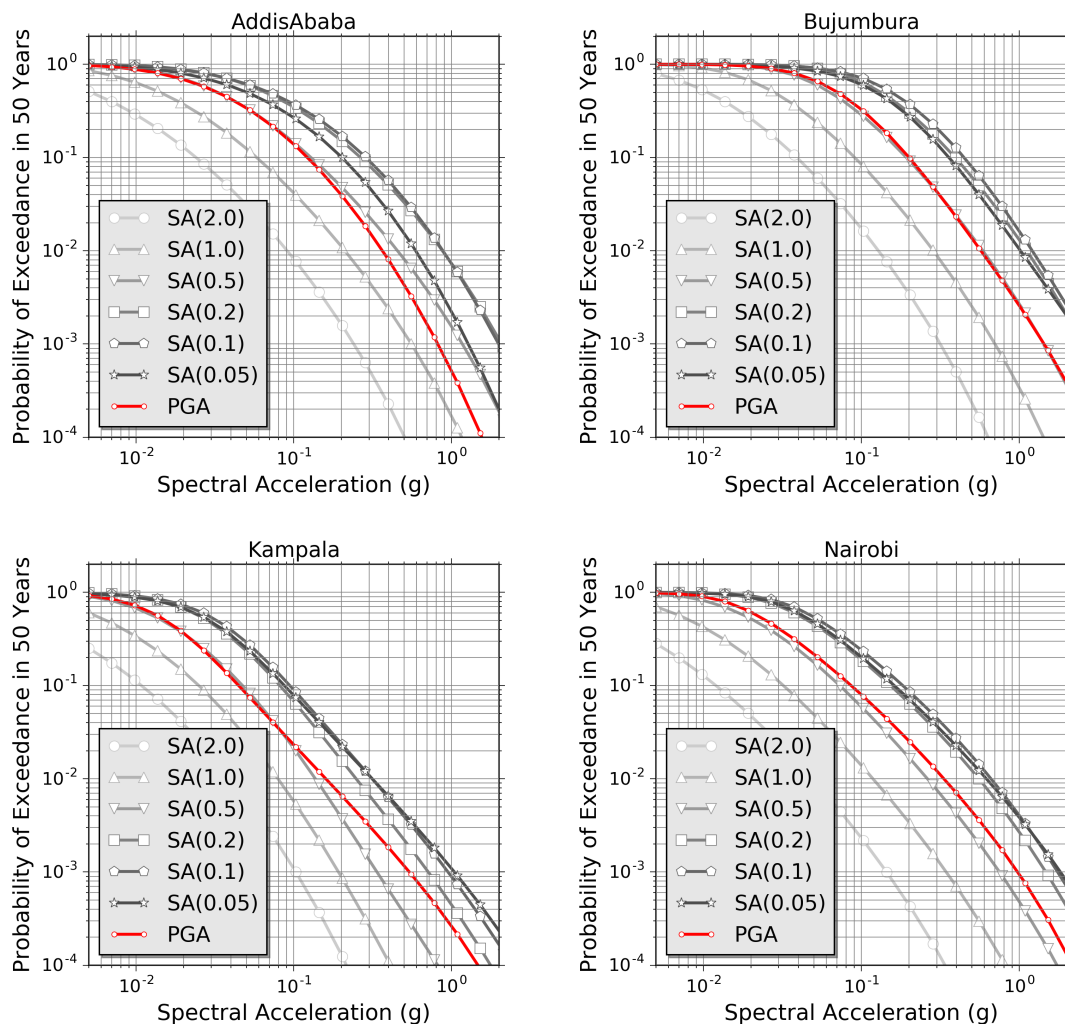 AddisAbaba
Probability of Exceedance in 50 Years
10^0
10^-1
10^-2
10^-3
10^-4
SA(2.0)
SA(1.0)
SA(0.5)
SA(0.2)
SA(0.1)
SA(0.05)
PGA
10^-2 10^-1 10^0
Spectral Acceleration (g)
Bujumbura
Probability of Exceedance in 50 Years
10^0
10^-1
10^-2
10^-3
10^-4
SA(2.0)
SA(1.0)
SA(0.5)
SA(0.2)
SA(0.1)
SA(0.05)
PGA
10^-2 10^-1 10^0
Spectral Acceleration (g)
Kampala
Probability of Exceedance in 50 Years
10^0
10^-1
10^-2
10^-3
10^-4
SA(2.0)
SA(1.0)
SA(0.5)
SA(0.2)
SA(0.1)
SA(0.05)
PGA
10^-2 10^-1 10^0
Spectral Acceleration (g)
Nairobi
Probability of Exceedance in 50 Years
10^0
10^-1
10^-2
10^-3
10^-4
SA(2.0)
SA(1.0)
SA(0.5)
SA(0.2)
SA(0.1)
SA(0.05)
PGA
10^-2 10^-1 10^0
Spectral Acceleration (g)